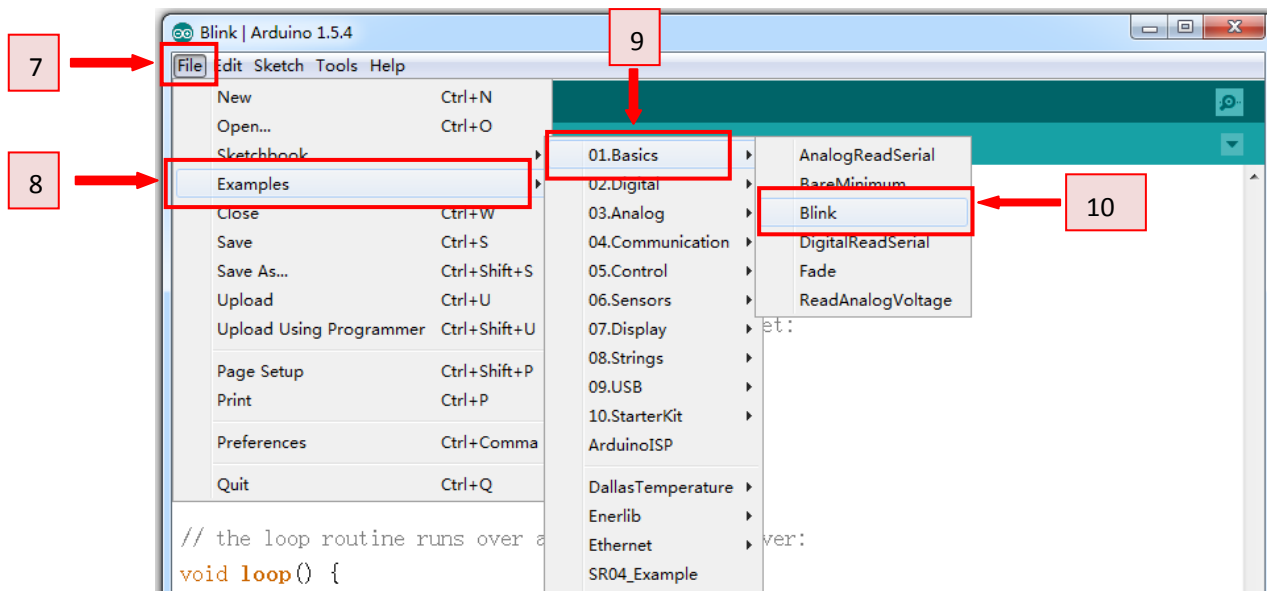 Blink | Arduino 1.5.4
9
7
File Edit Sketch Tools Help
New Ctrl+N
Open... Ctrl+O
Sketchbook
8
Examples
Close Ctrl+W
Save Ctrl+S
Save As... Ctrl+Shift+S
Upload Ctrl+U
Upload Using Programmer Ctrl+Shift+U
Page Setup Ctrl+Shift+P
Print Ctrl+P
Preferences Ctrl+Comma
Quit Ctrl+Q
01.Basics
02.Digital
03.Analog
04.Communication
05.Control
06.Sensors
07.Display
08.Strings
09.USB
10.StarterKit
ArduinoISP
DallasTemperature
Enerlib
Ethernet
SR04_Example
AnalogReadSerial
BareMinimum
Blink
10
DigitalReadSerial
Fade
ReadAnalogVoltage
et:
// the loop routine runs over a ver:
void loop() {